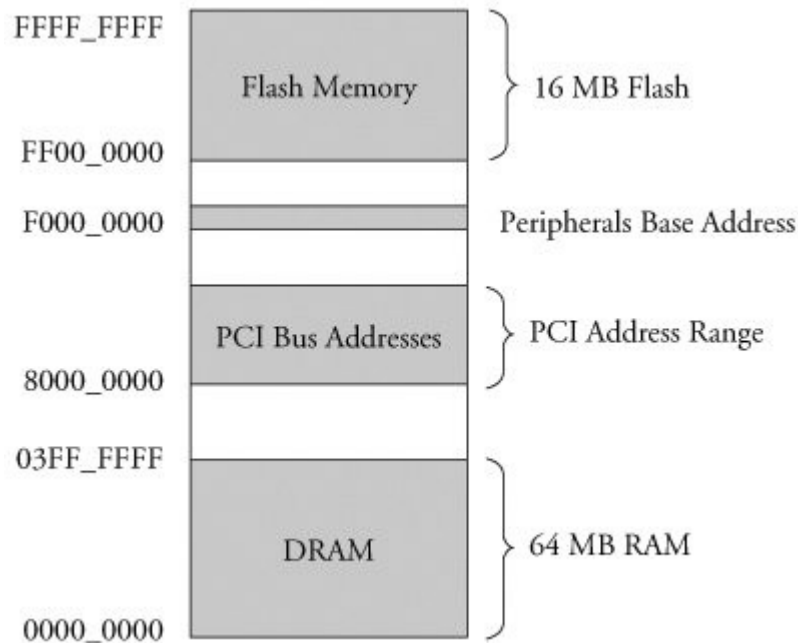 FFFF_FFFF
Flash Memory
16 MB Flash
FF00_0000
F000_0000
Peripherals Base Address
PCI Bus Addresses
PCI Address Range
8000_0000
03FF_FFFF
DRAM
64 MB RAM
0000_0000